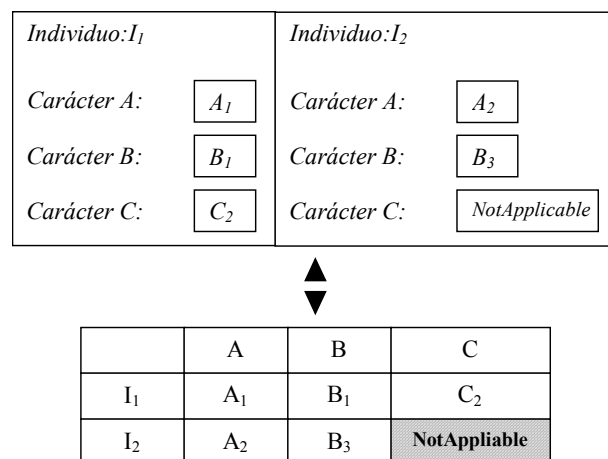 Individuo:I₁
Carácter A: A₁
Carácter B: B₁
Carácter C: C₂
Individuo:I₂
Carácter A: A₂
Carácter B: B₃
Carácter C: NotApplicable
A B C
I₁ A₁ B₁ C₂
I₂ A₂ B₃ NotAppliable